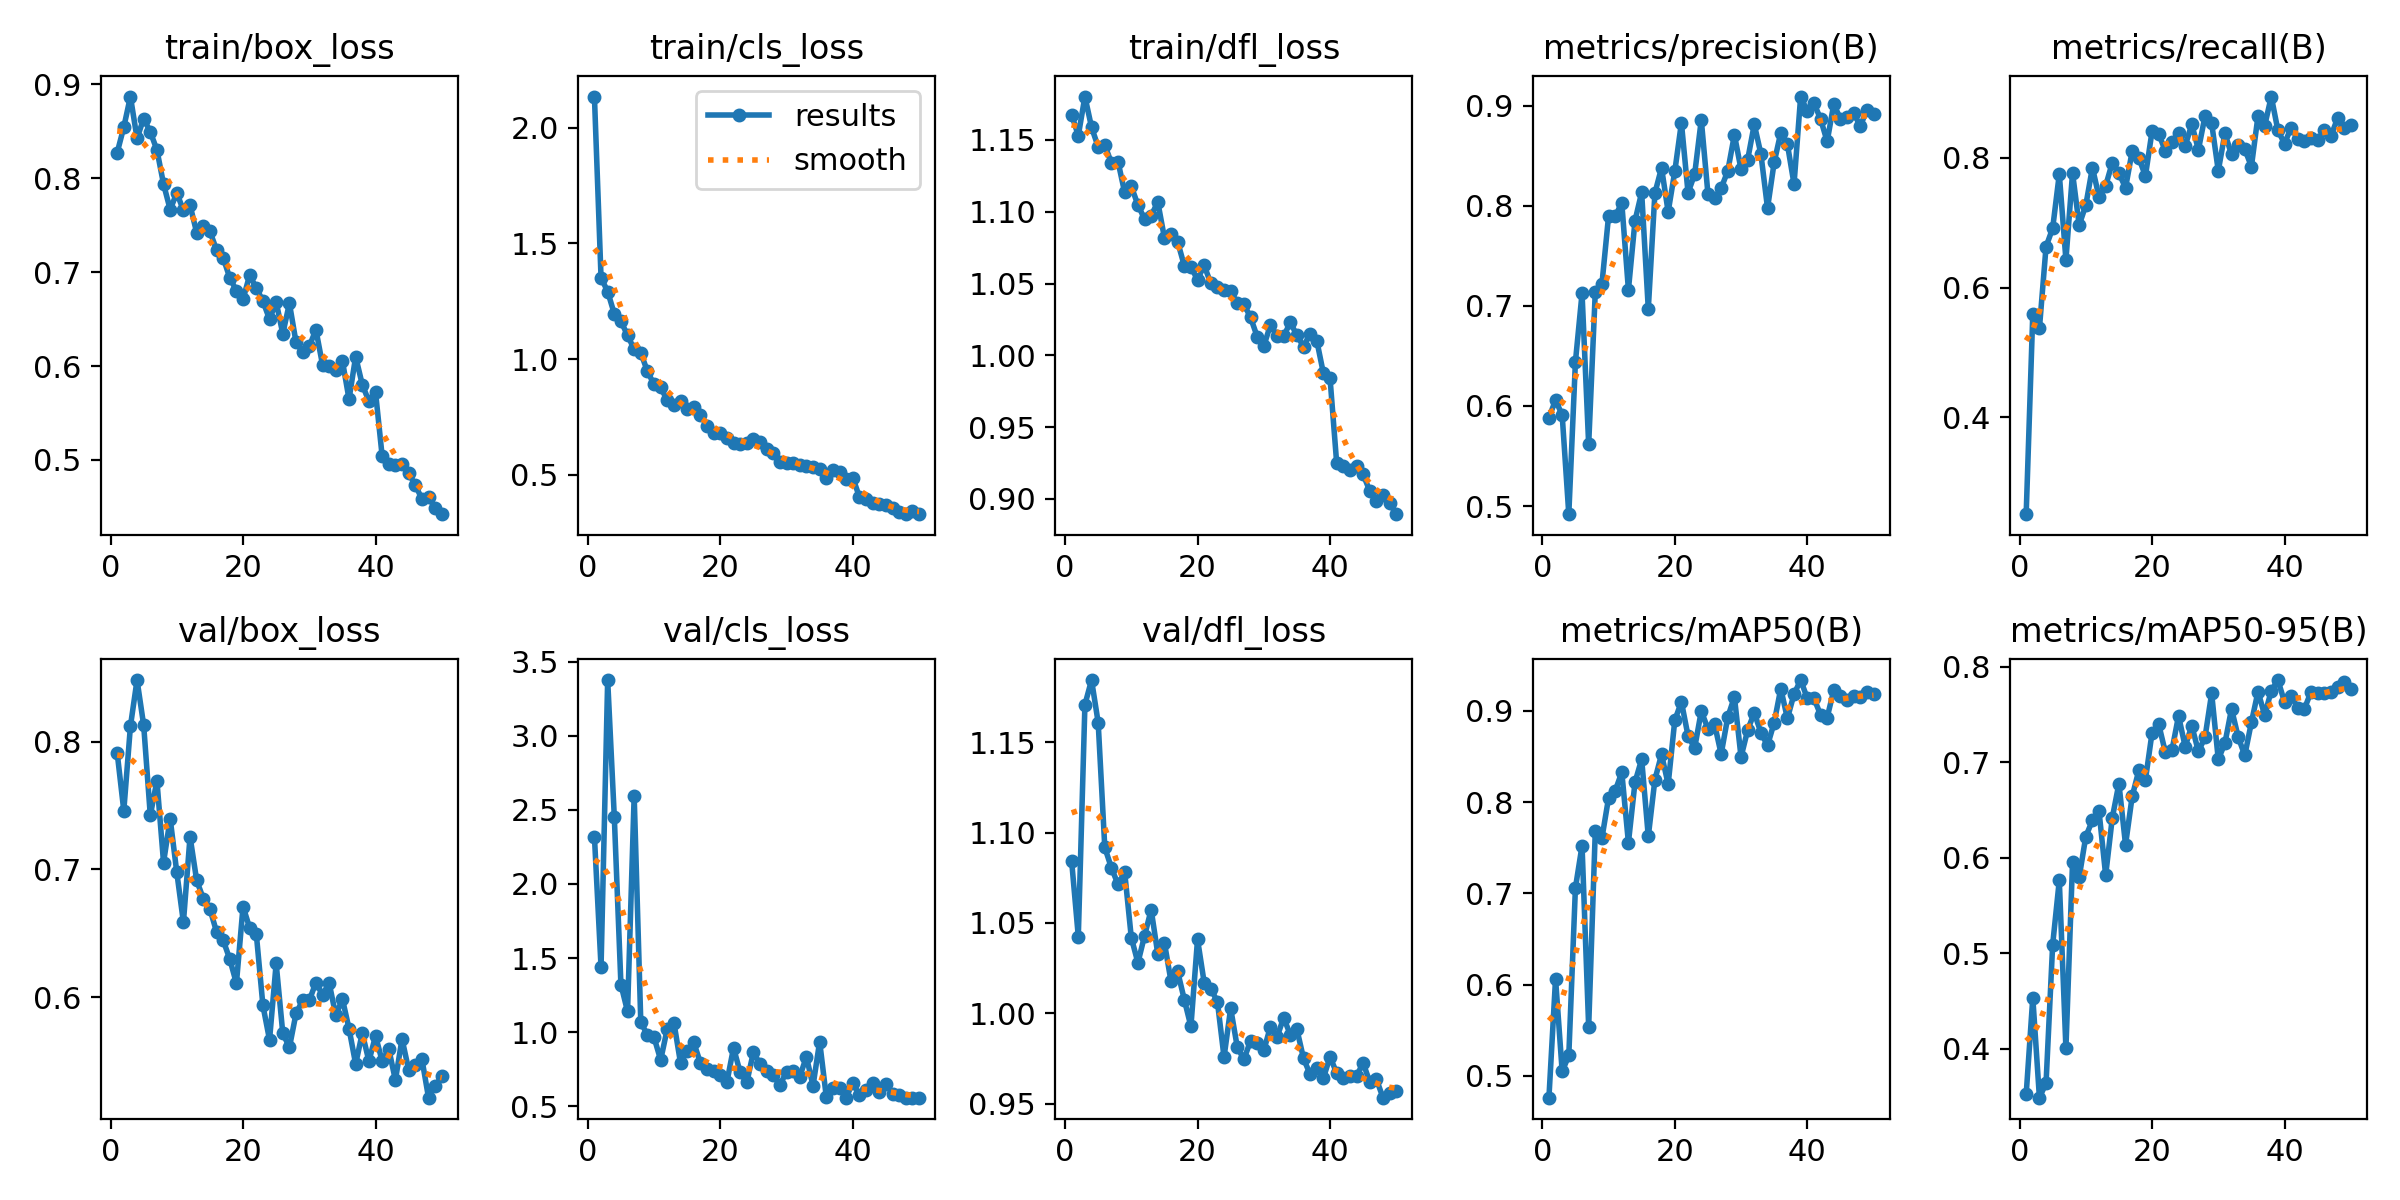 train/box_loss
train/cls_loss
train/dfl_loss
metrics/precision(B)
metrics/recall(B)
0.9
0.8
0.7
0.6
0.5
0 20 40
2.0
1.5
1.0
0.5
0 20 40
results
smooth
1.15
1.10
1.05
1.00
0.95
0.90
0 20 40
0.9
0.8
0.7
0.6
0.5
0 20 40
0.8
0.6
0.4
0 20 40
val/box_loss
val/cls_loss
val/dfl_loss
metrics/mAP50(B)
metrics/mAP50-95(B)
0.8
0.7
0.6
0 20 40
3.5
3.0
2.5
2.0
1.5
1.0
0.5
0 20 40
1.15
1.10
1.05
1.00
0.95
0 20 40
0.9
0.8
0.7
0.6
0.5
0 20 40
0.8
0.7
0.6
0.5
0.4
0 20 40